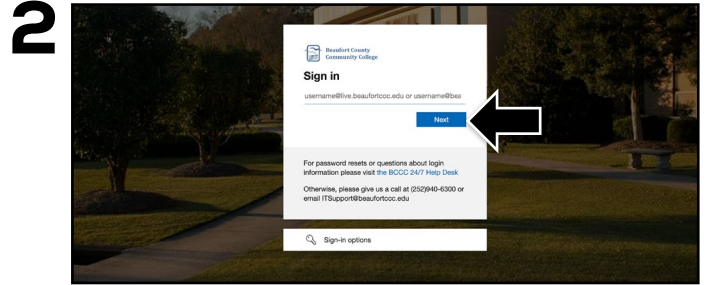 2
Beaufort County
Community College
Sign in
username@live.beaufortccc.edu or username@bea
Next
For password resets or questions about login
information please visit the BCCC 24/7 Help Desk
Otherwise, please give us a call at (252)940-6300 or
email ITSupport@beaufortccc.edu
Sign-in options